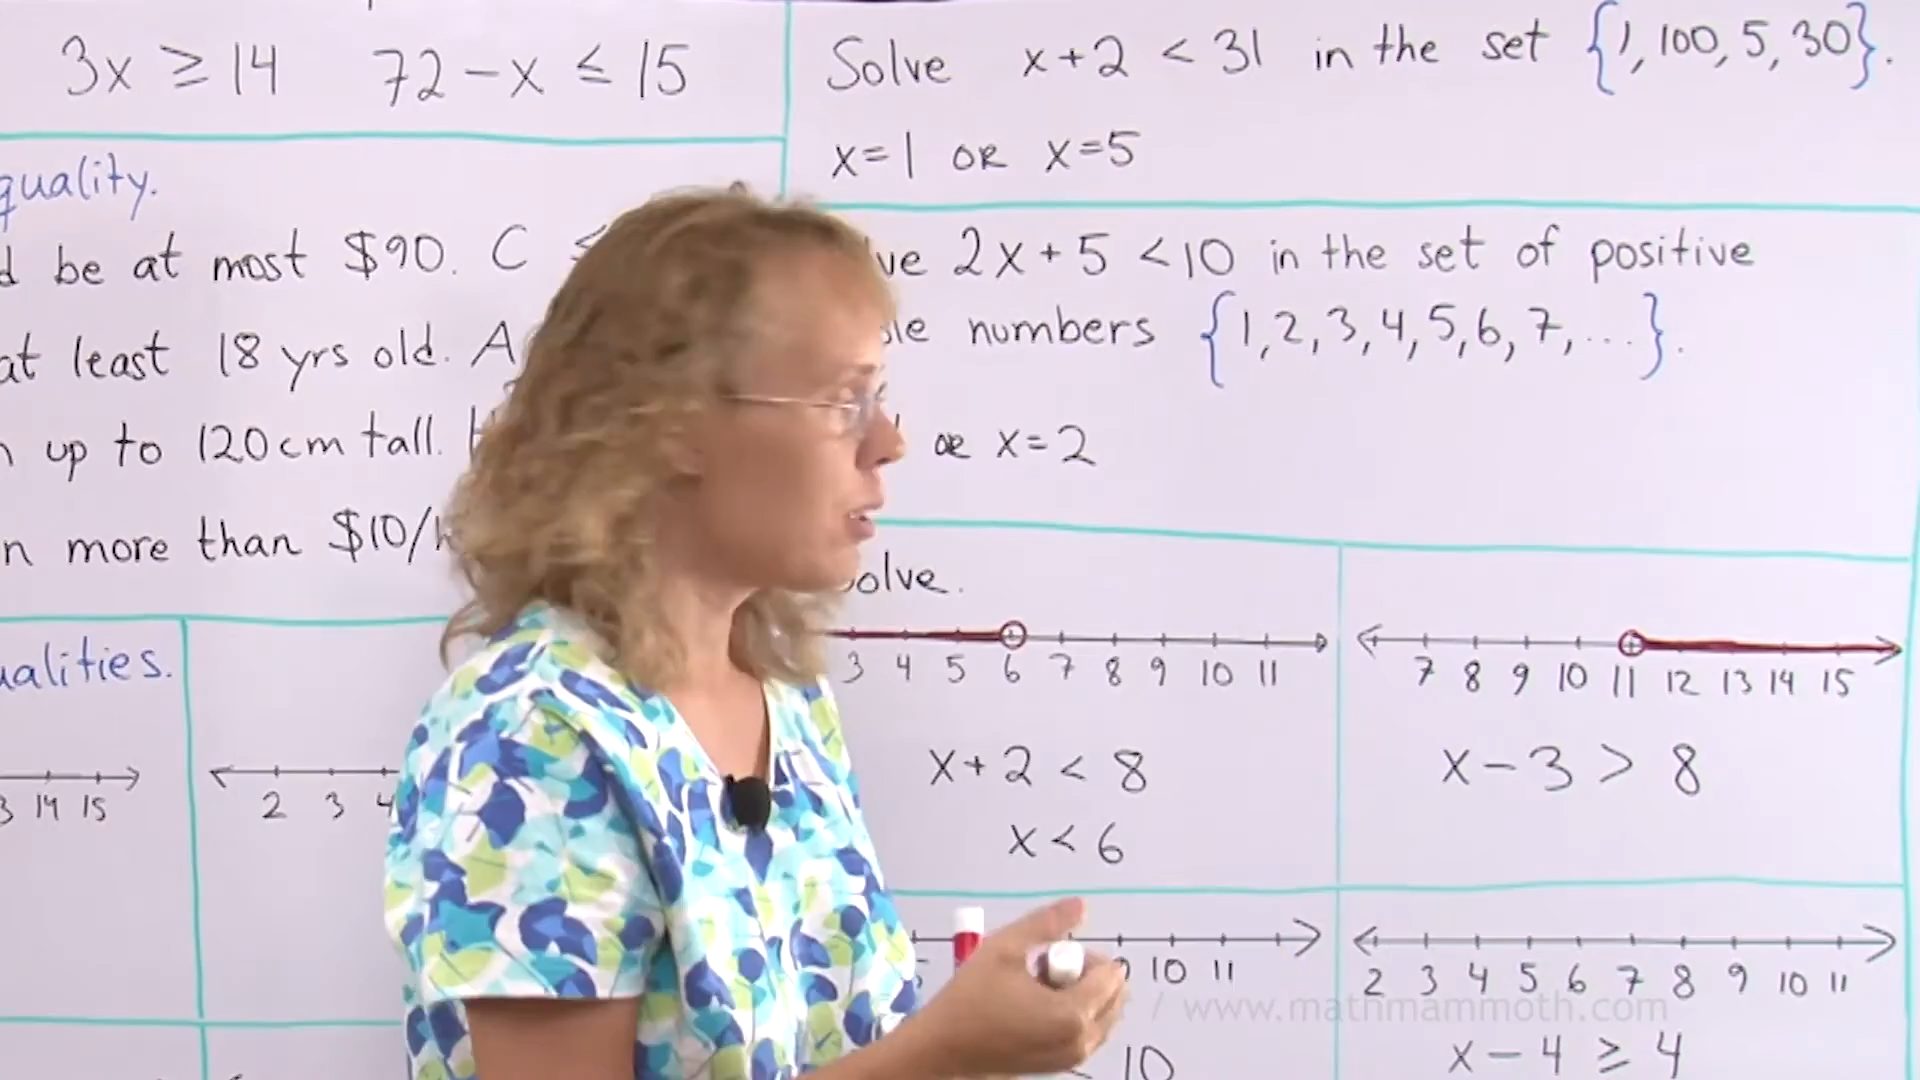 3x ≥ 14 72 - x ≤ 15
quality.
be at most $90. C
at least 18 yrs old. A
up to 120cm tall.
more than $10/
14 15
2 3
Solve x+2 < 31 in the set {1, 100, 5, 30}.
x=1 OR x=5
2x + 5 < 10 in the set of positive
numbers {1, 2, 3, 4, 5, 6, 7, ...}.
OR x=2
olve.
3 4 5 6 7 8 9 10 11
x + 2 < 8
x < 6
7 8 9 10 11 12 13 14 15
x - 3 > 8
10 11
10
2 3 4 5 6 7 8 9 10 11
x - 4 ≥ 4
/ www.mathmammoth.com